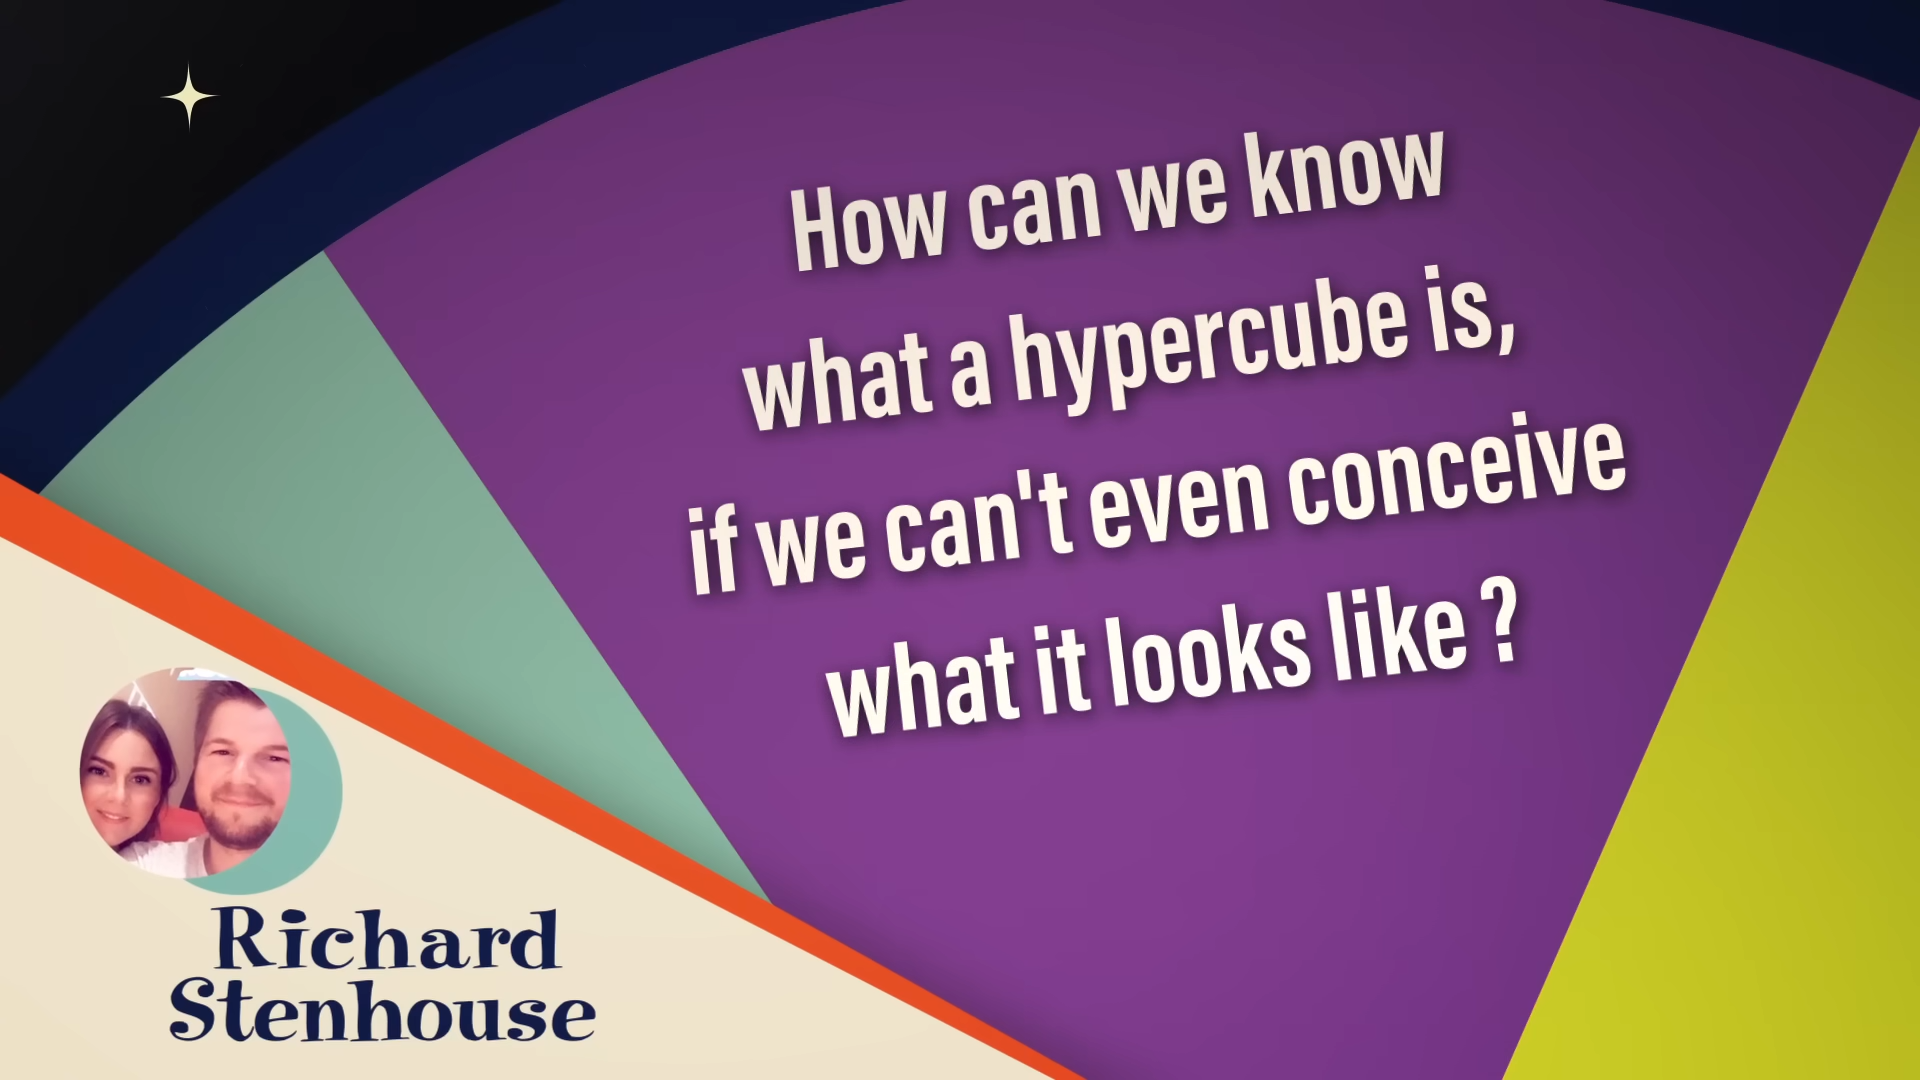 How can we know
what a hypercube is,
if we can't even conceive
what it looks like ?
Richard
Stenhouse